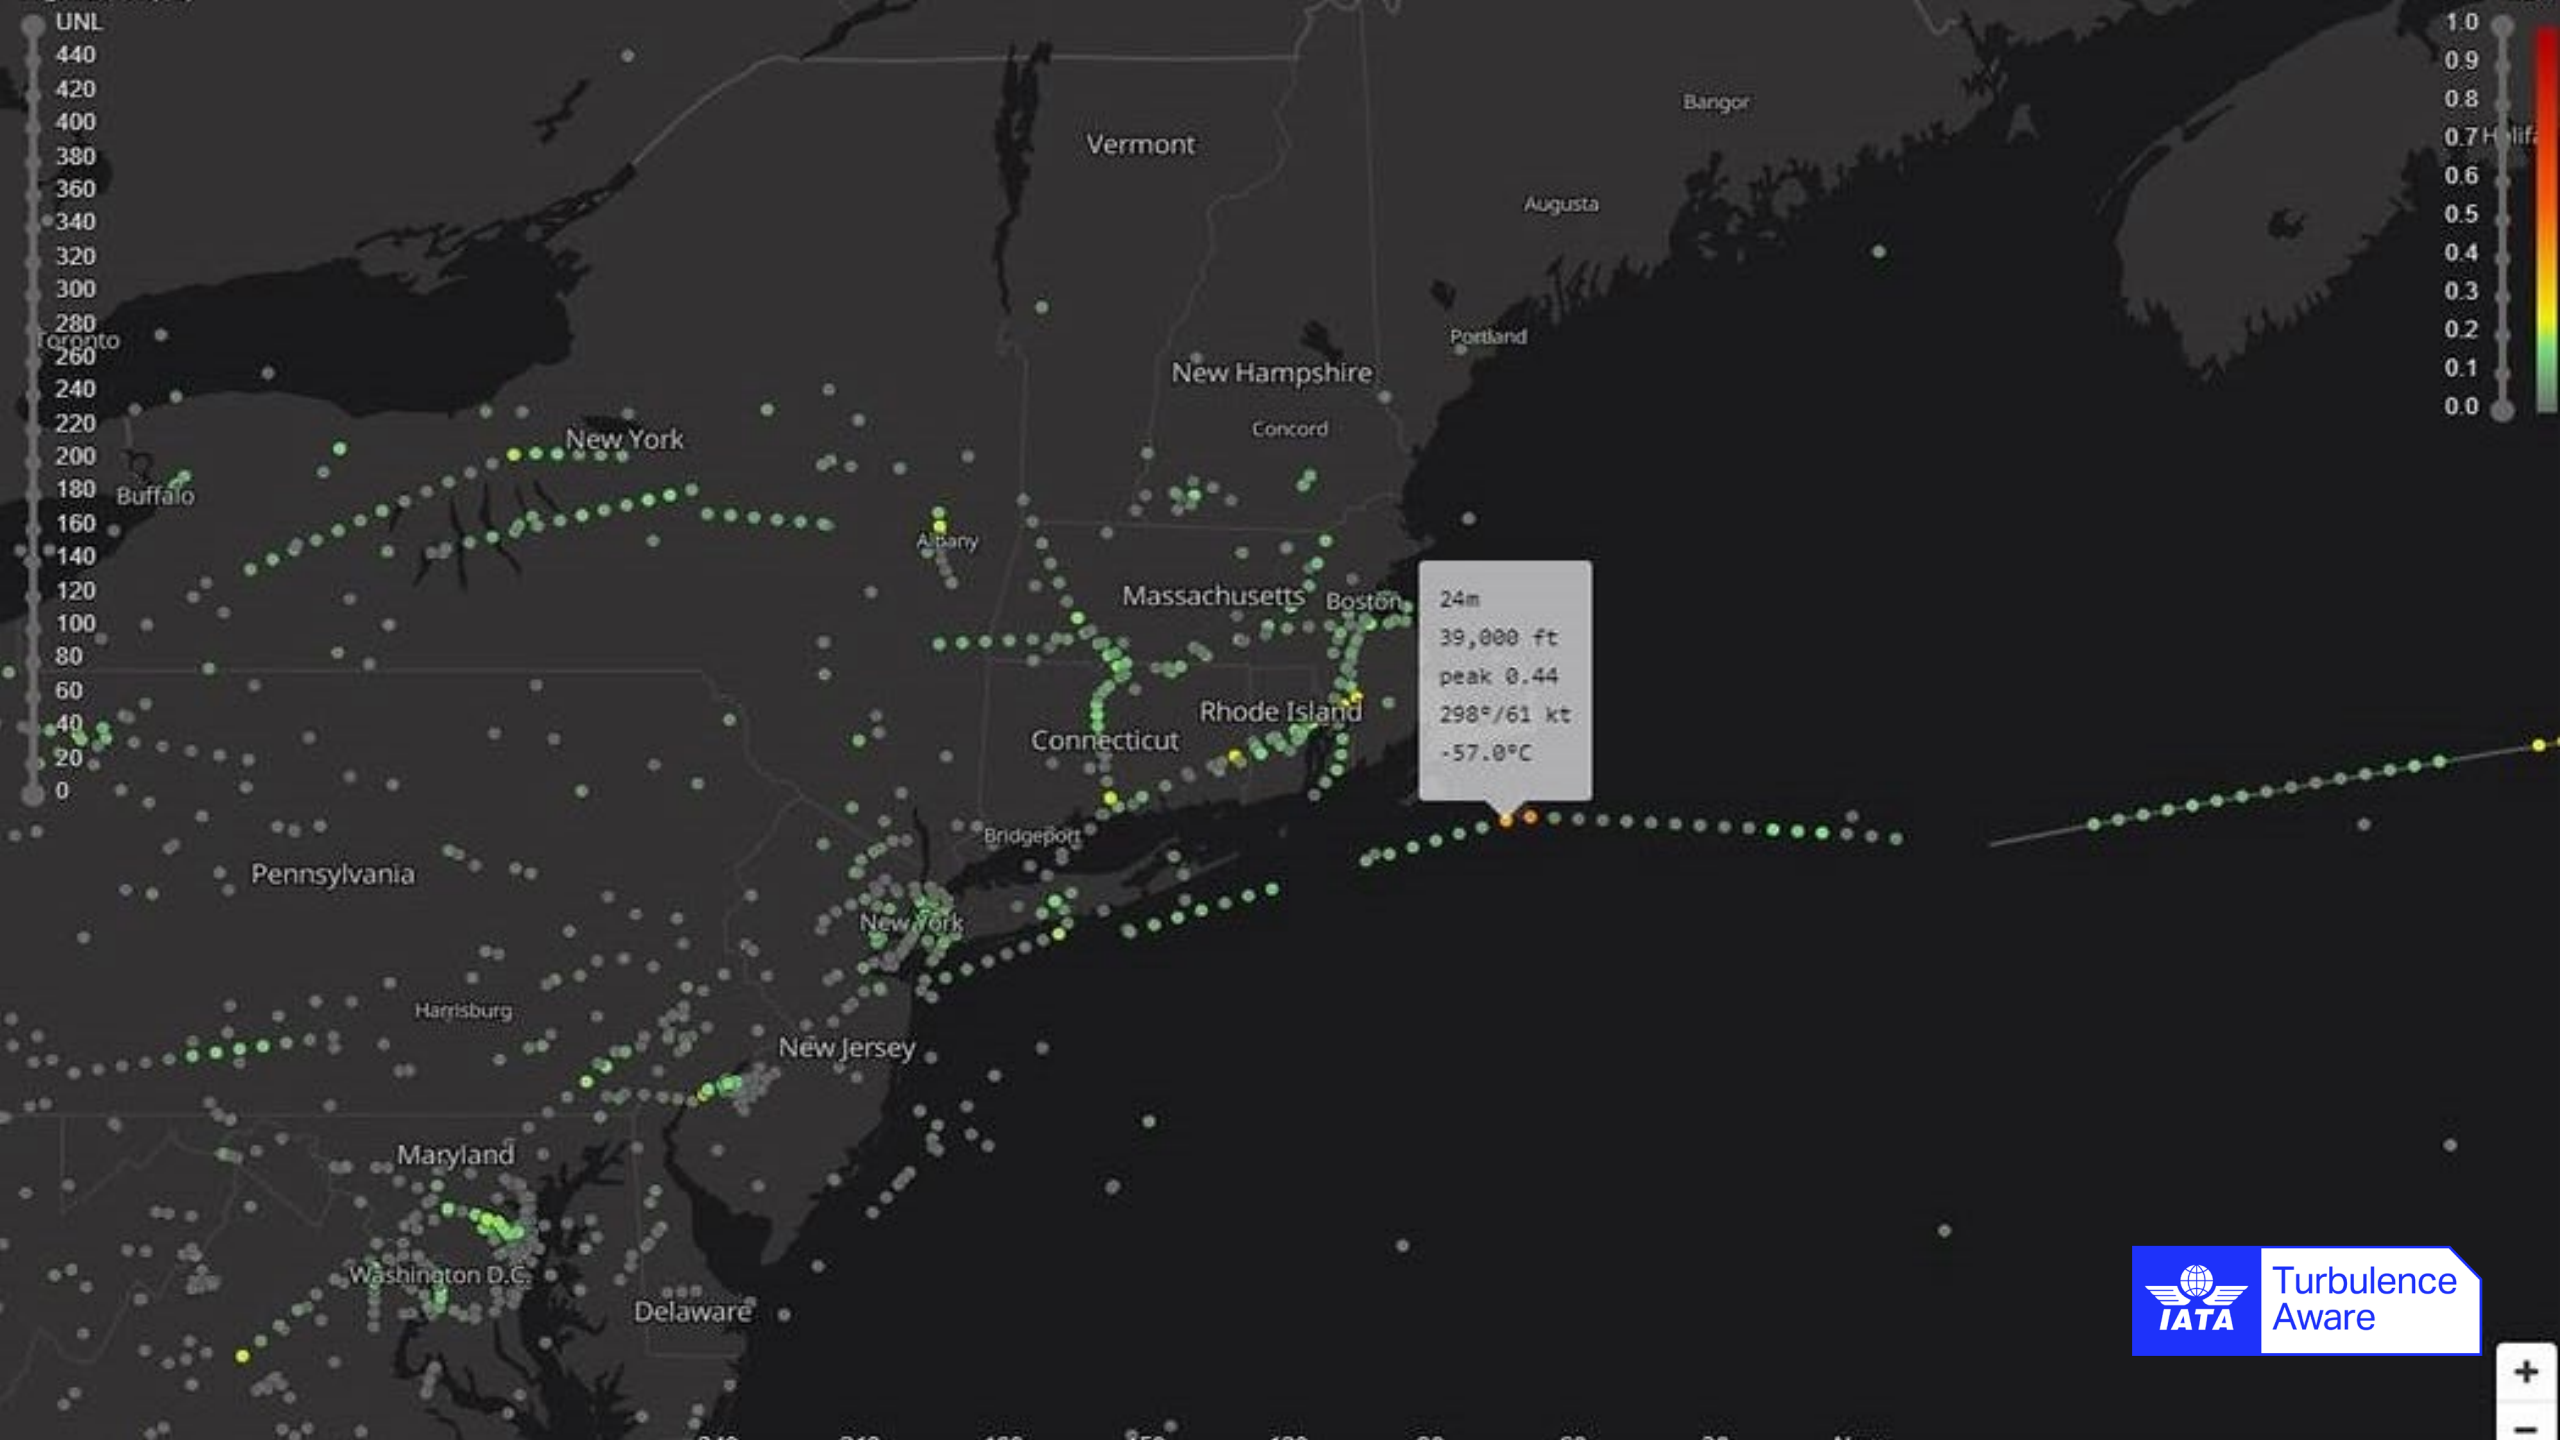 UNL
440
420
400
380
360
340
320
300
280
260
240
220
200
180
160
140
120
100
80
60
40
20
0
1.0
0.9
0.8
0.7
0.6
0.5
0.4
0.3
0.2
0.1
0.0
Bangor
Vermont
Augusta
Toronto
Portland
New Hampshire
Concord
New York
Buffalo
Albany
Massachusetts
Boston
24m
39,000 ft
peak 0.44
298°/61 kt
-57.0°C
Rhode Island
Connecticut
Bridgeport
Pennsylvania
New York
Harrisburg
New Jersey
Maryland
Washington D.C.
Delaware
IATA
Turbulence
Aware
+
−